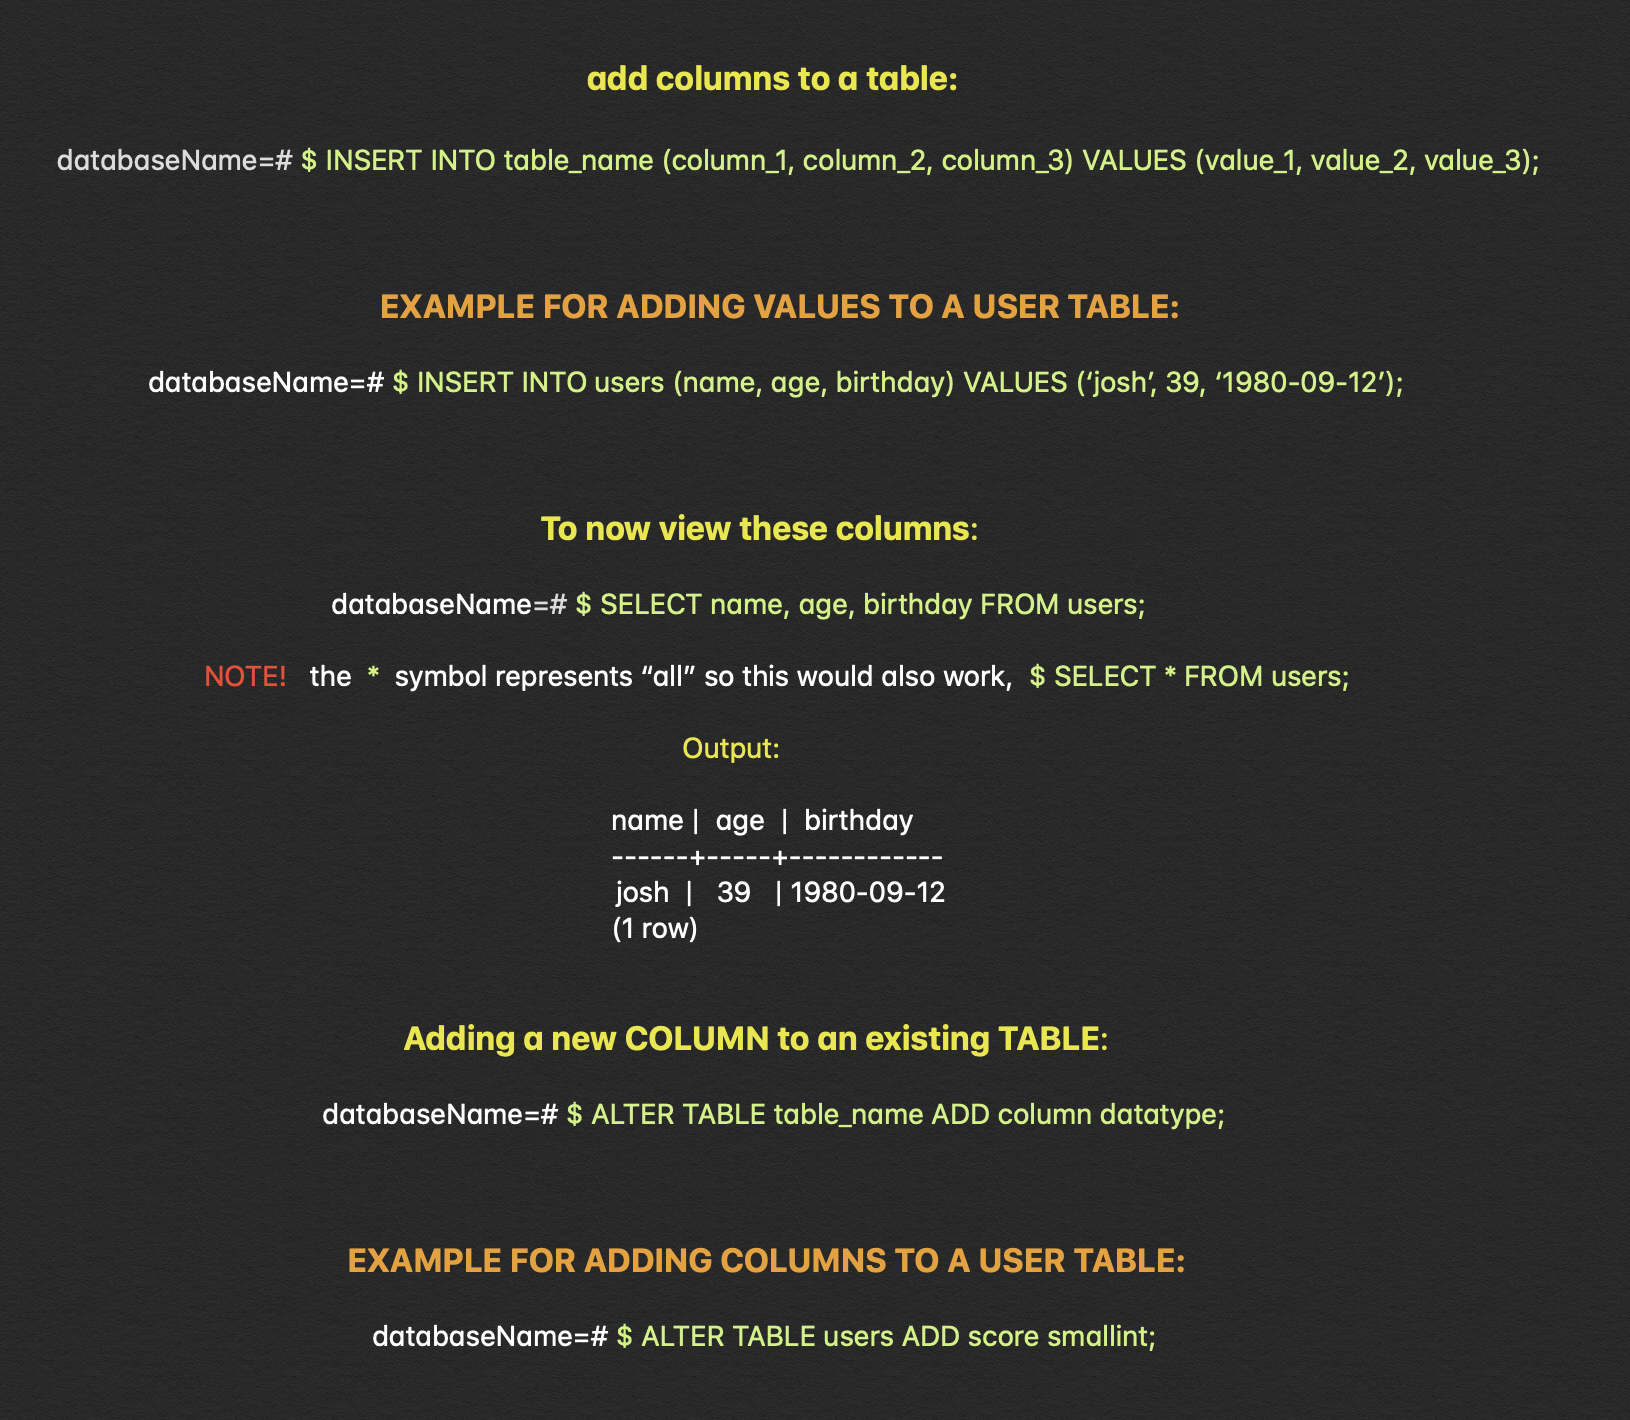 add columns to a table:
databaseName=# $ INSERT INTO table_name (column_1, column_2, column_3) VALUES (value_1, value_2, value_3);
EXAMPLE FOR ADDING VALUES TO A USER TABLE:
databaseName=# $ INSERT INTO users (name, age, birthday) VALUES (‘josh’, 39, ‘1980-09-12’);
To now view these columns:
databaseName=# $ SELECT name, age, birthday FROM users;
NOTE!   the  *  symbol represents “all” so this would also work,  $ SELECT * FROM users;
Output:
name |  age  |  birthday
------+-----+------------
josh  |   39   | 1980-09-12
(1 row)
Adding a new COLUMN to an existing TABLE:
databaseName=# $ ALTER TABLE table_name ADD column datatype;
EXAMPLE FOR ADDING COLUMNS TO A USER TABLE:
databaseName=# $ ALTER TABLE users ADD score smallint;